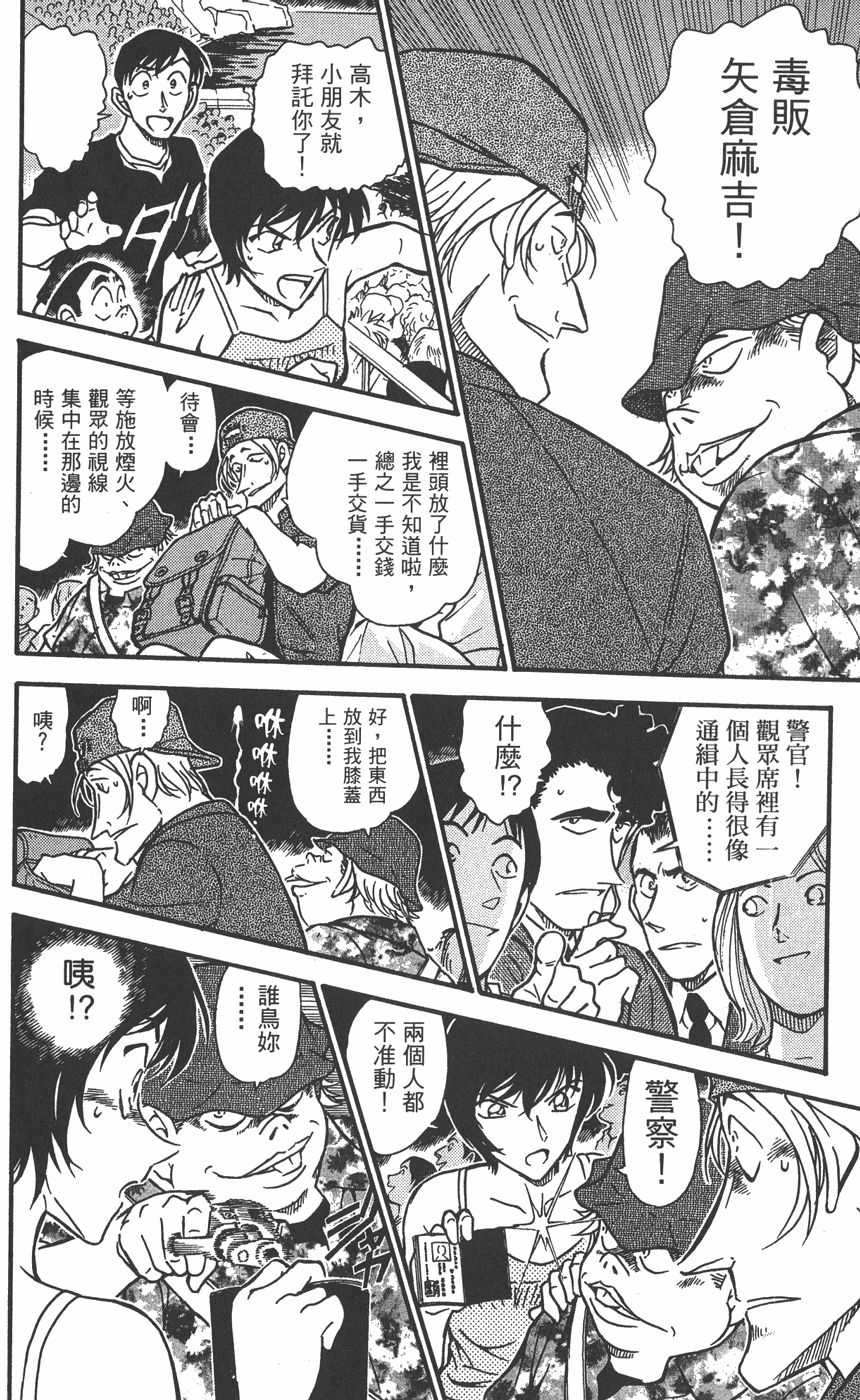 毒販
矢倉麻吉！
高木，
小朋友就
拜託你了！
ダッ
裡頭放了什麼
我是不知道啦，
總之一手交錢
一手交貨……
待會…
等施放煙火、
觀眾的視線
集中在那邊的
時候……
警官！
觀眾席裡有一
個人長得很像
通緝中的……
什麼!?
好，把東西
放到我膝蓋
上……
咻咻咻咻…
啊…
咦？
警察！
兩個人都
不准動！
誰鳥妳
……
咦!?